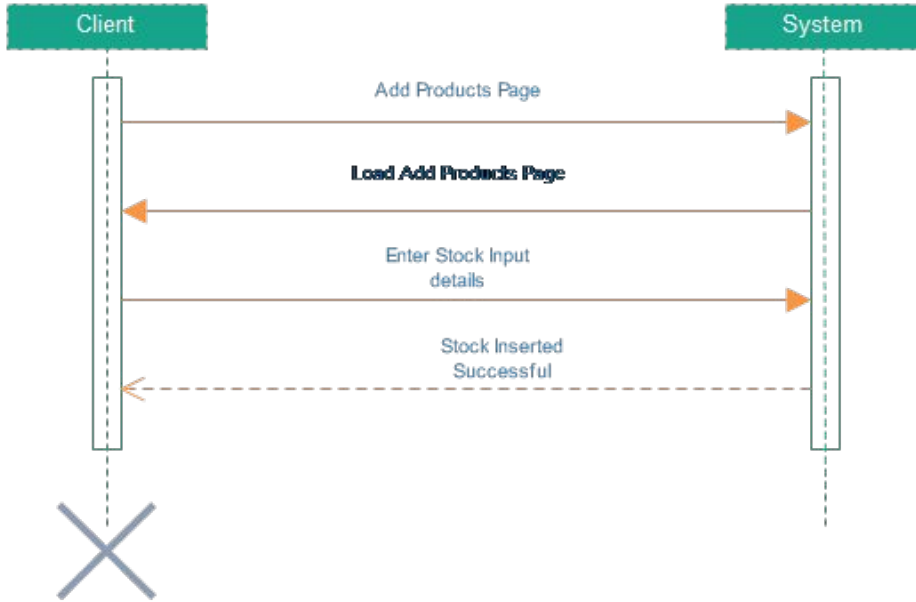 Client
System
Add Products Page
Load Add Products Page
Enter Stock Input
details
Stock Inserted
Successful